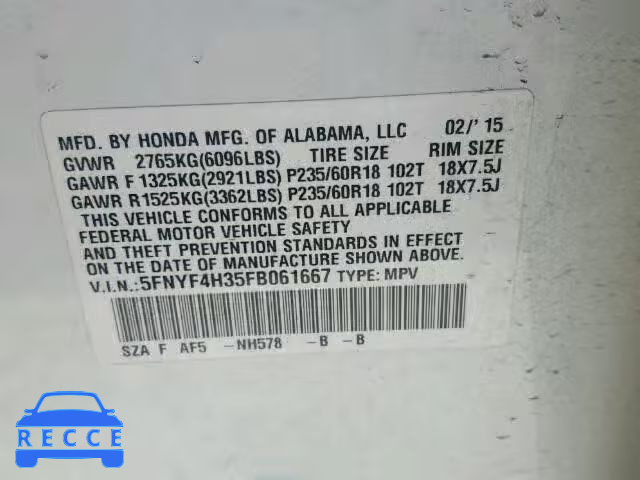 MFD. BY HONDA MFG. OF ALABAMA, LLC 02/' 15
GVWR 2765KG(6096LBS) TIRE SIZE RIM SIZE
GAWR F 1325KG(2921LBS) P235/60R18 102T 18X7.5J
GAWR R1525KG(3362LBS) P235/60R18 102T 18X7.5J
THIS VEHICLE CONFORMS TO ALL APPLICABLE
FEDERAL MOTOR VEHICLE SAFETY
AND THEFT PREVENTION STANDARDS IN EFFECT
ON THE DATE OF MANUFACTURE SHOWN ABOVE.
V.I.N.:5FNYF4H35FB061667 TYPE: MPV
SZA F AF5 -NH578 -B -B
RECCE